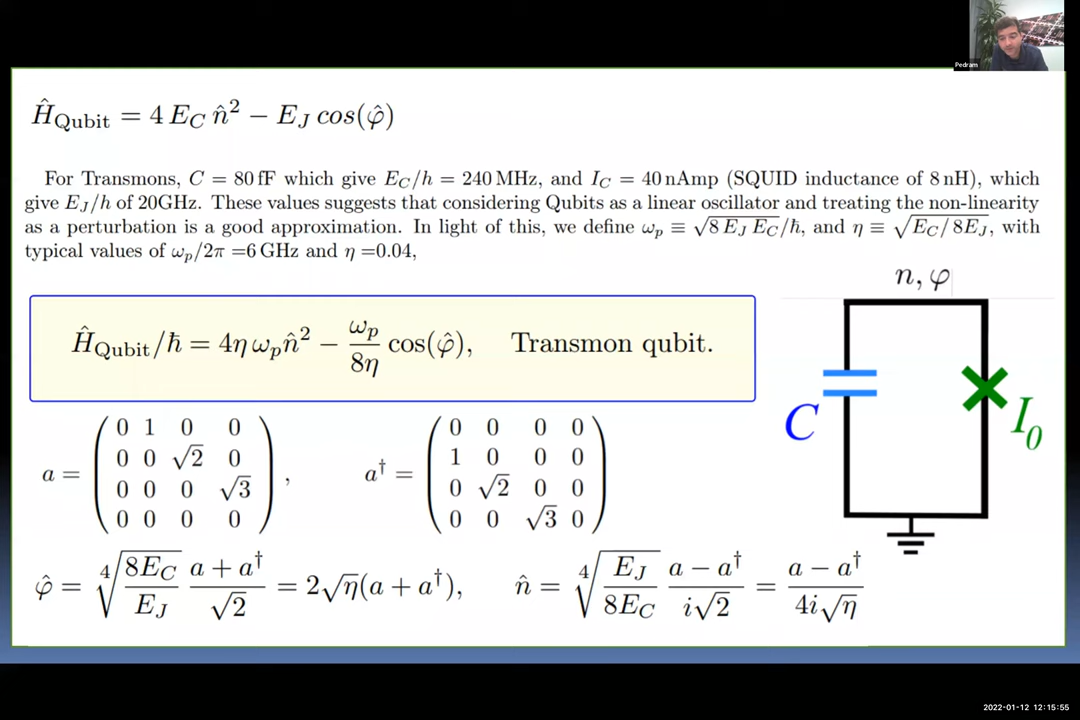 Pedram
Ĥ_Qubit = 4 E_C n̂² − E_J cos(φ̂)
For Transmons, C = 80 fF which give E_C/h = 240 MHz, and I_C = 40 nAmp (SQUID inductance of 8 nH), which
give E_J/h of 20GHz. These values suggests that considering Qubits as a linear oscillator and treating the non-linearity
as a perturbation is a good approximation. In light of this, we define ω_p ≡ √(8 E_J E_C)/ħ, and η ≡ √(E_C/8E_J), with
typical values of ω_p/2π =6 GHz and η =0.04,
n, φ
Ĥ_Qubit/ħ = 4η ω_p n̂² − ω_p/8η cos(φ̂), Transmon qubit.
C
I_0
a = ( 0 1 0 0 ) , a† = ( 0 0 0 0 )
( 0 0 √2 0 ) ( 1 0 0 0 )
( 0 0 0 √3 ) ( 0 √2 0 0 )
( 0 0 0 0 ) ( 0 0 √3 0 )
φ̂ = ∜(8E_C/E_J) (a + a†)/√2 = 2√η(a + a†), n̂ = ∜(E_J/8E_C) (a − a†)/i√2 = (a − a†)/4i√η
2022-01-12 12:15:55